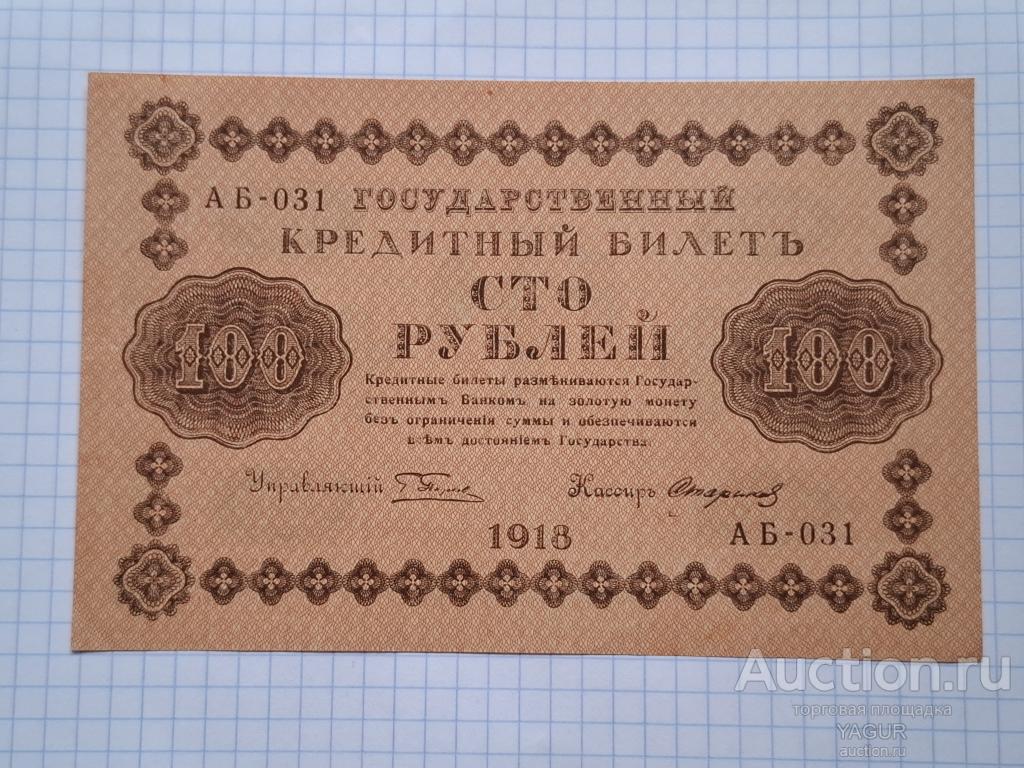 АБ-031 ГОСУДАРСТВЕННЫЙ
КРЕДИТНЫЙ БИЛЕТЪ
СТО
РУБЛЕЙ
100
100
Кредитные билеты размѣниваются Государ-
ственнымъ Банкомъ на золотую монету
безъ ограниченія суммы и обезпечиваются
всѣмъ достояніемъ Государства.
Управляющій
Кассиръ Стариков
1918
АБ-031
Auction.ru
торговая площадка
YAGUR
auction.ru